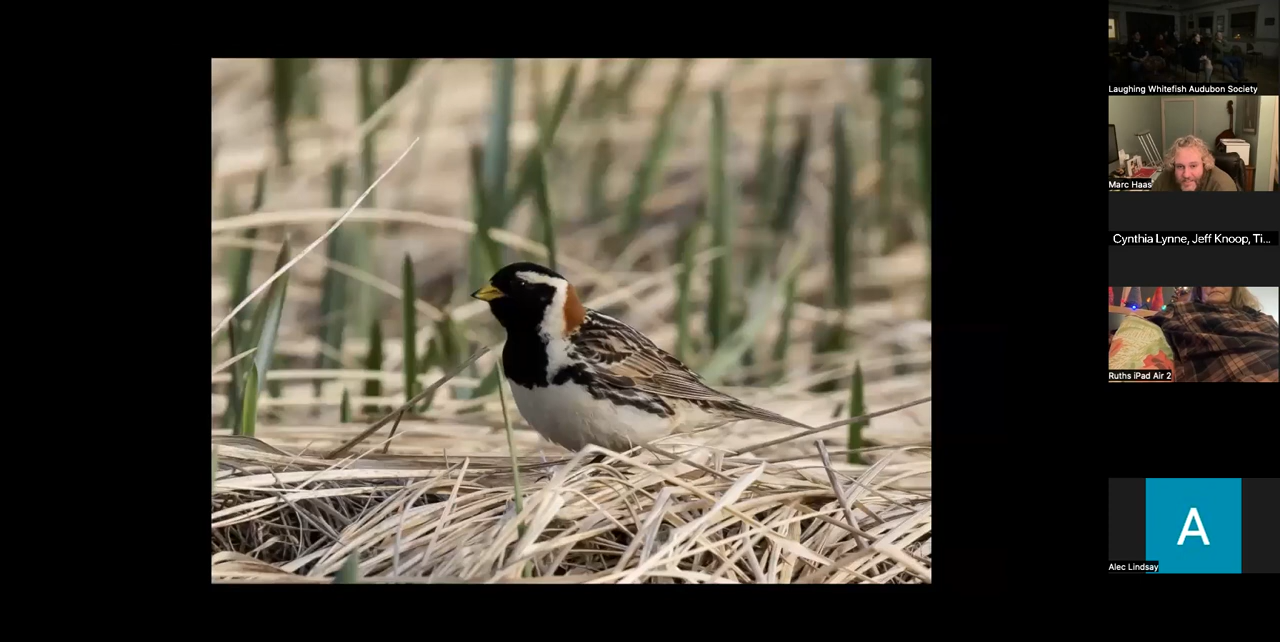 Laughing Whitefish Audubon Society
Marc Haas
Cynthia Lynne, Jeff Knoop, Ti...
Ruths iPad Air 2
A
Alec Lindsay